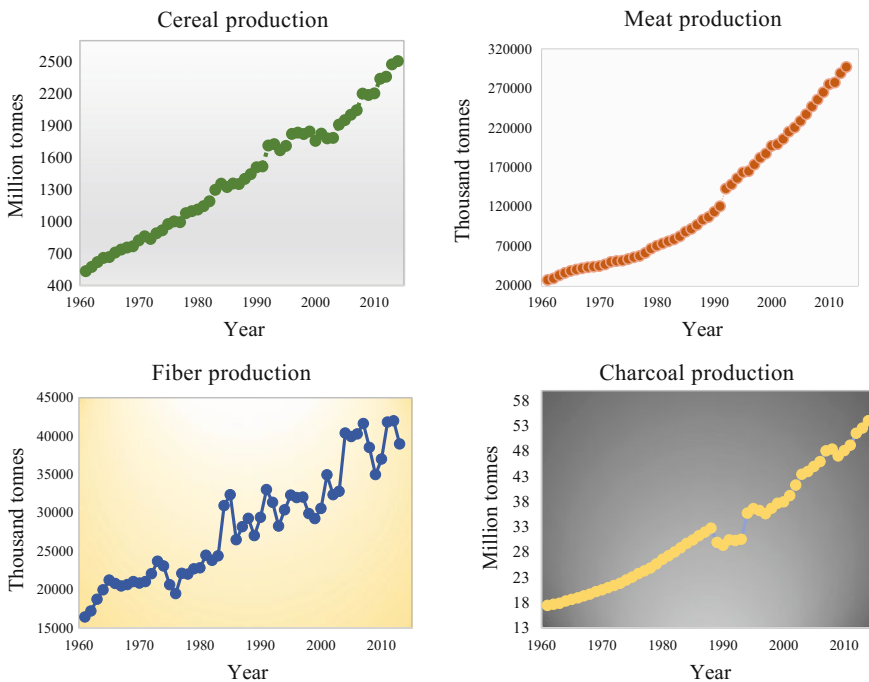 Cereal production
Million tonnes
2500
2200
1900
1600
1300
1000
700
400
1960 1970 1980 1990 2000 2010
Year
Meat production
Thousand tonnes
320000
270000
220000
170000
120000
70000
20000
1960 1970 1980 1990 2000 2010
Year
Fiber production
Thousand tonnes
45000
40000
35000
30000
25000
20000
15000
1960 1970 1980 1990 2000 2010
Year
Charcoal production
Million tonnes
58
53
48
43
38
33
28
23
18
13
1960 1970 1980 1990 2000 2010
Year